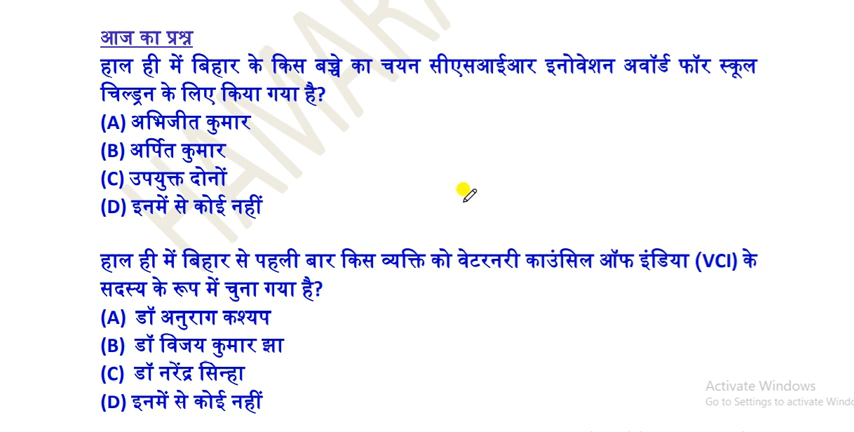 आज का प्रश्न
हाल ही में बिहार के किस बच्चे का चयन सीएसआईआर इनोवेशन अवॉर्ड फॉर स्कूल
चिल्ड्रन के लिए किया गया है?
(A) अभिजीत कुमार
(B) अर्पित कुमार
(C) उपयुक्त दोनों
(D) इनमें से कोई नहीं
हाल ही में बिहार से पहली बार किस व्यक्ति को वेटरनरी काउंसिल ऑफ इंडिया (VCI) के
सदस्य के रूप में चुना गया है?
(A) डॉ अनुराग कश्यप
(B) डॉ विजय कुमार झा
(C) डॉ नरेंद्र सिन्हा
(D) इनमें से कोई नहीं
Activate Windows
Go to Settings to activate Windo